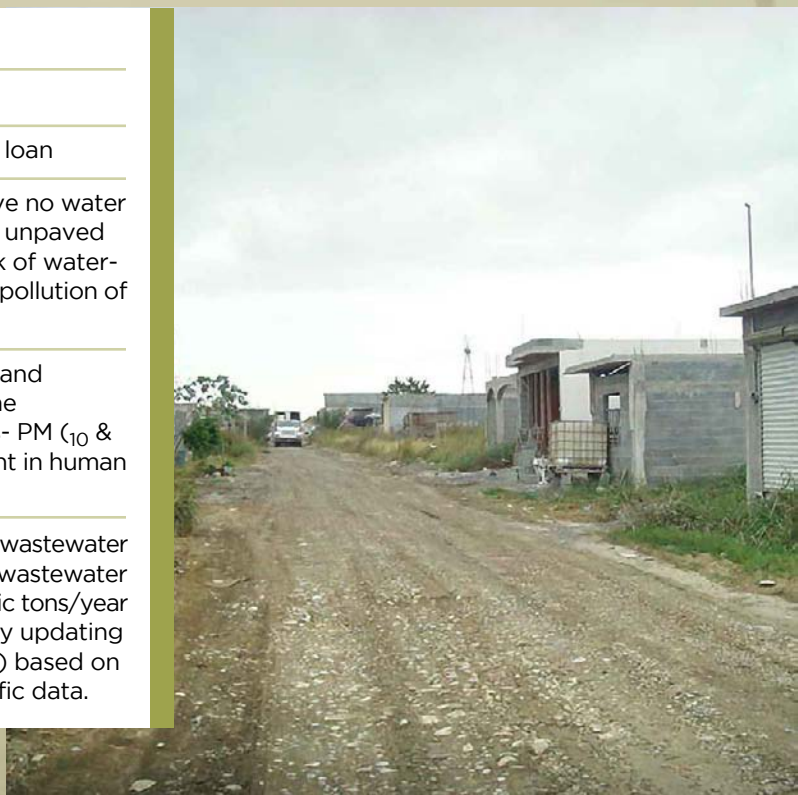 loan
ve no water
unpaved
k of water-
pollution of
and
ne
- PM (10 &
nt in human
wastewater
wastewater
ic tons/year
y updating
) based on
fic data.